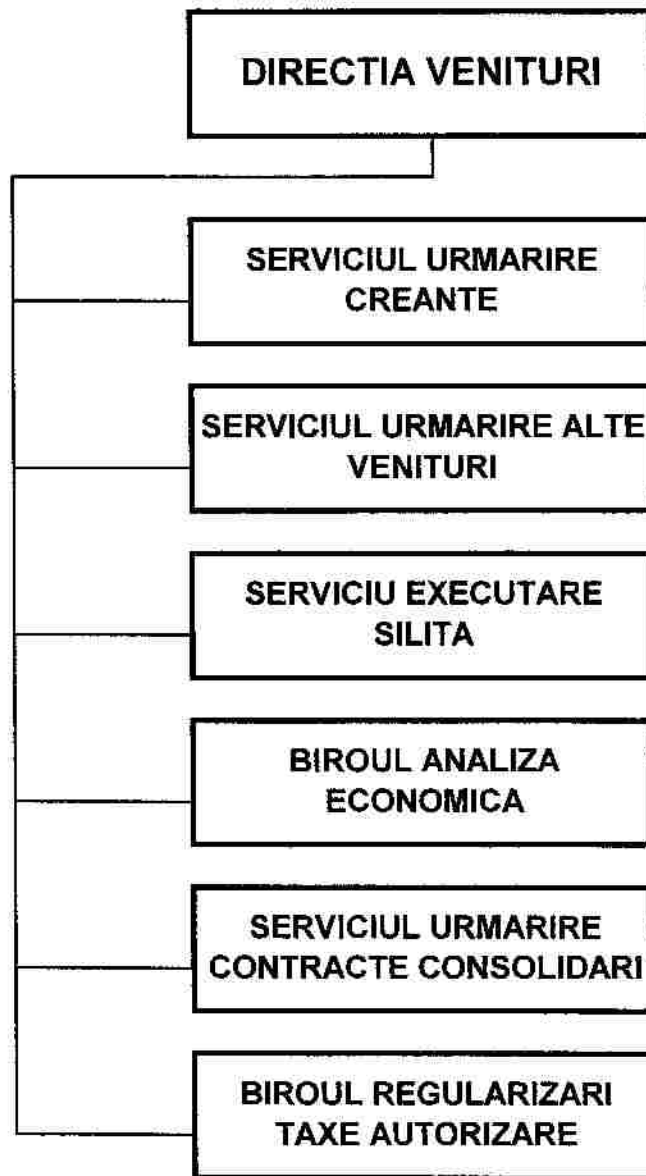 DIRECTIA VENITURI
SERVICIUL URMARIRE
CREANTE
SERVICIUL URMARIRE ALTE
VENITURI
SERVICIU EXECUTARE
SILITA
BIROUL ANALIZA
ECONOMICA
SERVICIUL URMARIRE
CONTRACTE CONSOLIDARI
BIROUL REGULARIZARI
TAXE AUTORIZARE